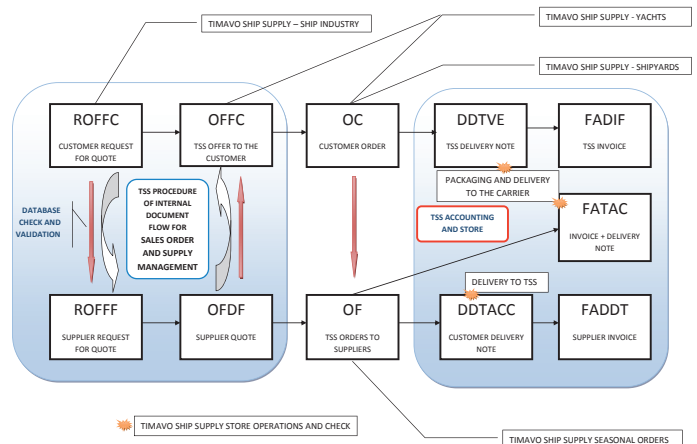 TIMAVO SHIP SUPPLY – SHIP INDUSTRY
TIMAVO SHIP SUPPLY - YACHTS
TIMAVO SHIP SUPPLY - SHIPYARDS
ROFFC
CUSTOMER REQUEST
FOR QUOTE
OFFC
TSS OFFER TO THE
CUSTOMER
OC
CUSTOMER ORDER
DDTVE
TSS DELIVERY NOTE
FADIF
TSS INVOICE
PACKAGING AND DELIVERY
TO THE CARRIER
DATABASE
CHECK AND
VALIDATION
TSS PROCEDURE
OF INTERNAL
DOCUMENT
FLOW FOR
SALES ORDER
AND SUPPLY
MANAGEMENT
TSS ACCOUNTING
AND STORE
FATAC
INVOICE + DELIVERY
NOTE
DELIVERY TO TSS
ROFFF
SUPPLIER REQUEST
FOR QUOTE
OFDF
SUPPLIER QUOTE
OF
TSS ORDERS TO
SUPPLIERS
DDTACC
CUSTOMER DELIVERY
NOTE
FADDT
SUPPLIER INVOICE
TIMAVO SHIP SUPPLY STORE OPERATIONS AND CHECK
TIMAVO SHIP SUPPLY SEASONAL ORDERS